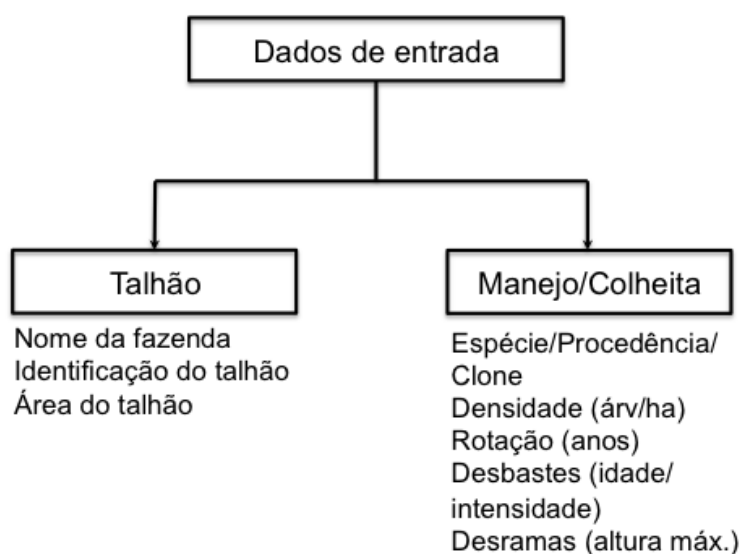 Dados de entrada
Talhão
Nome da fazenda
Identificação do talhão
Área do talhão
Manejo/Colheita
Espécie/Procedência/
Clone
Densidade (árv/ha)
Rotação (anos)
Desbastes (idade/
intensidade)
Desramas (altura máx.)